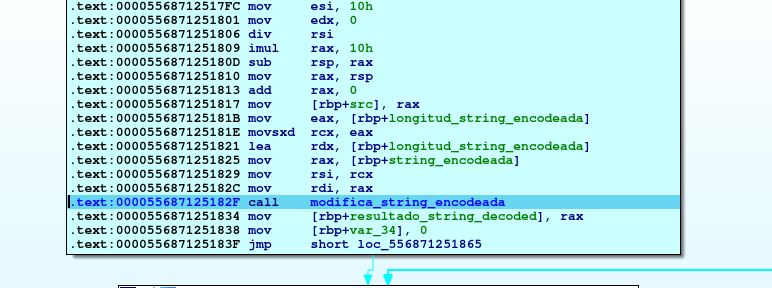 .text:00005568712517FC mov esi, 10h
.text:0000556871251801 mov edx, 0
.text:0000556871251806 div rsi
.text:0000556871251809 imul rax, 10h
.text:000055687125180D sub rsp, rax
.text:0000556871251810 mov rax, rsp
.text:0000556871251813 add rax, 0
.text:0000556871251817 mov [rbp+src], rax
.text:000055687125181B mov eax, [rbp+longitud_string_encodeada]
.text:000055687125181E movsxd rcx, eax
.text:0000556871251821 lea rdx, [rbp+longitud_string_encodeada]
.text:0000556871251825 mov rax, [rbp+string_encodeada]
.text:0000556871251829 mov rsi, rcx
.text:000055687125182C mov rdi, rax
.text:000055687125182F call modifica_string_encodeada
.text:0000556871251834 mov [rbp+resultado_string_decoded], rax
.text:0000556871251838 mov [rbp+var_34], 0
.text:000055687125183F jmp short loc_556871251865